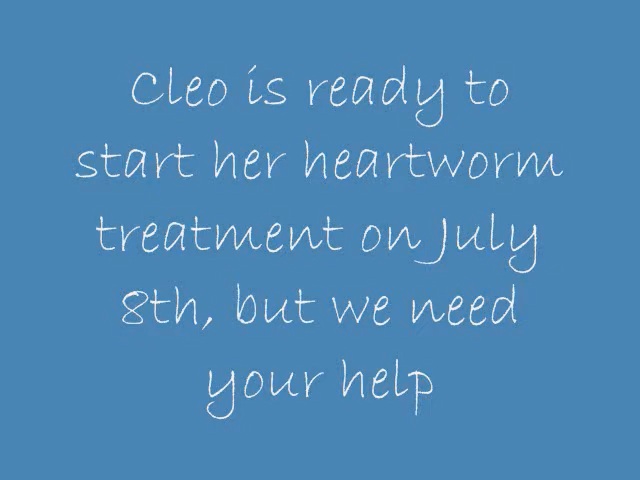 Cleo is ready to
start her heartworm
treatment on July
8th, but we need
your help